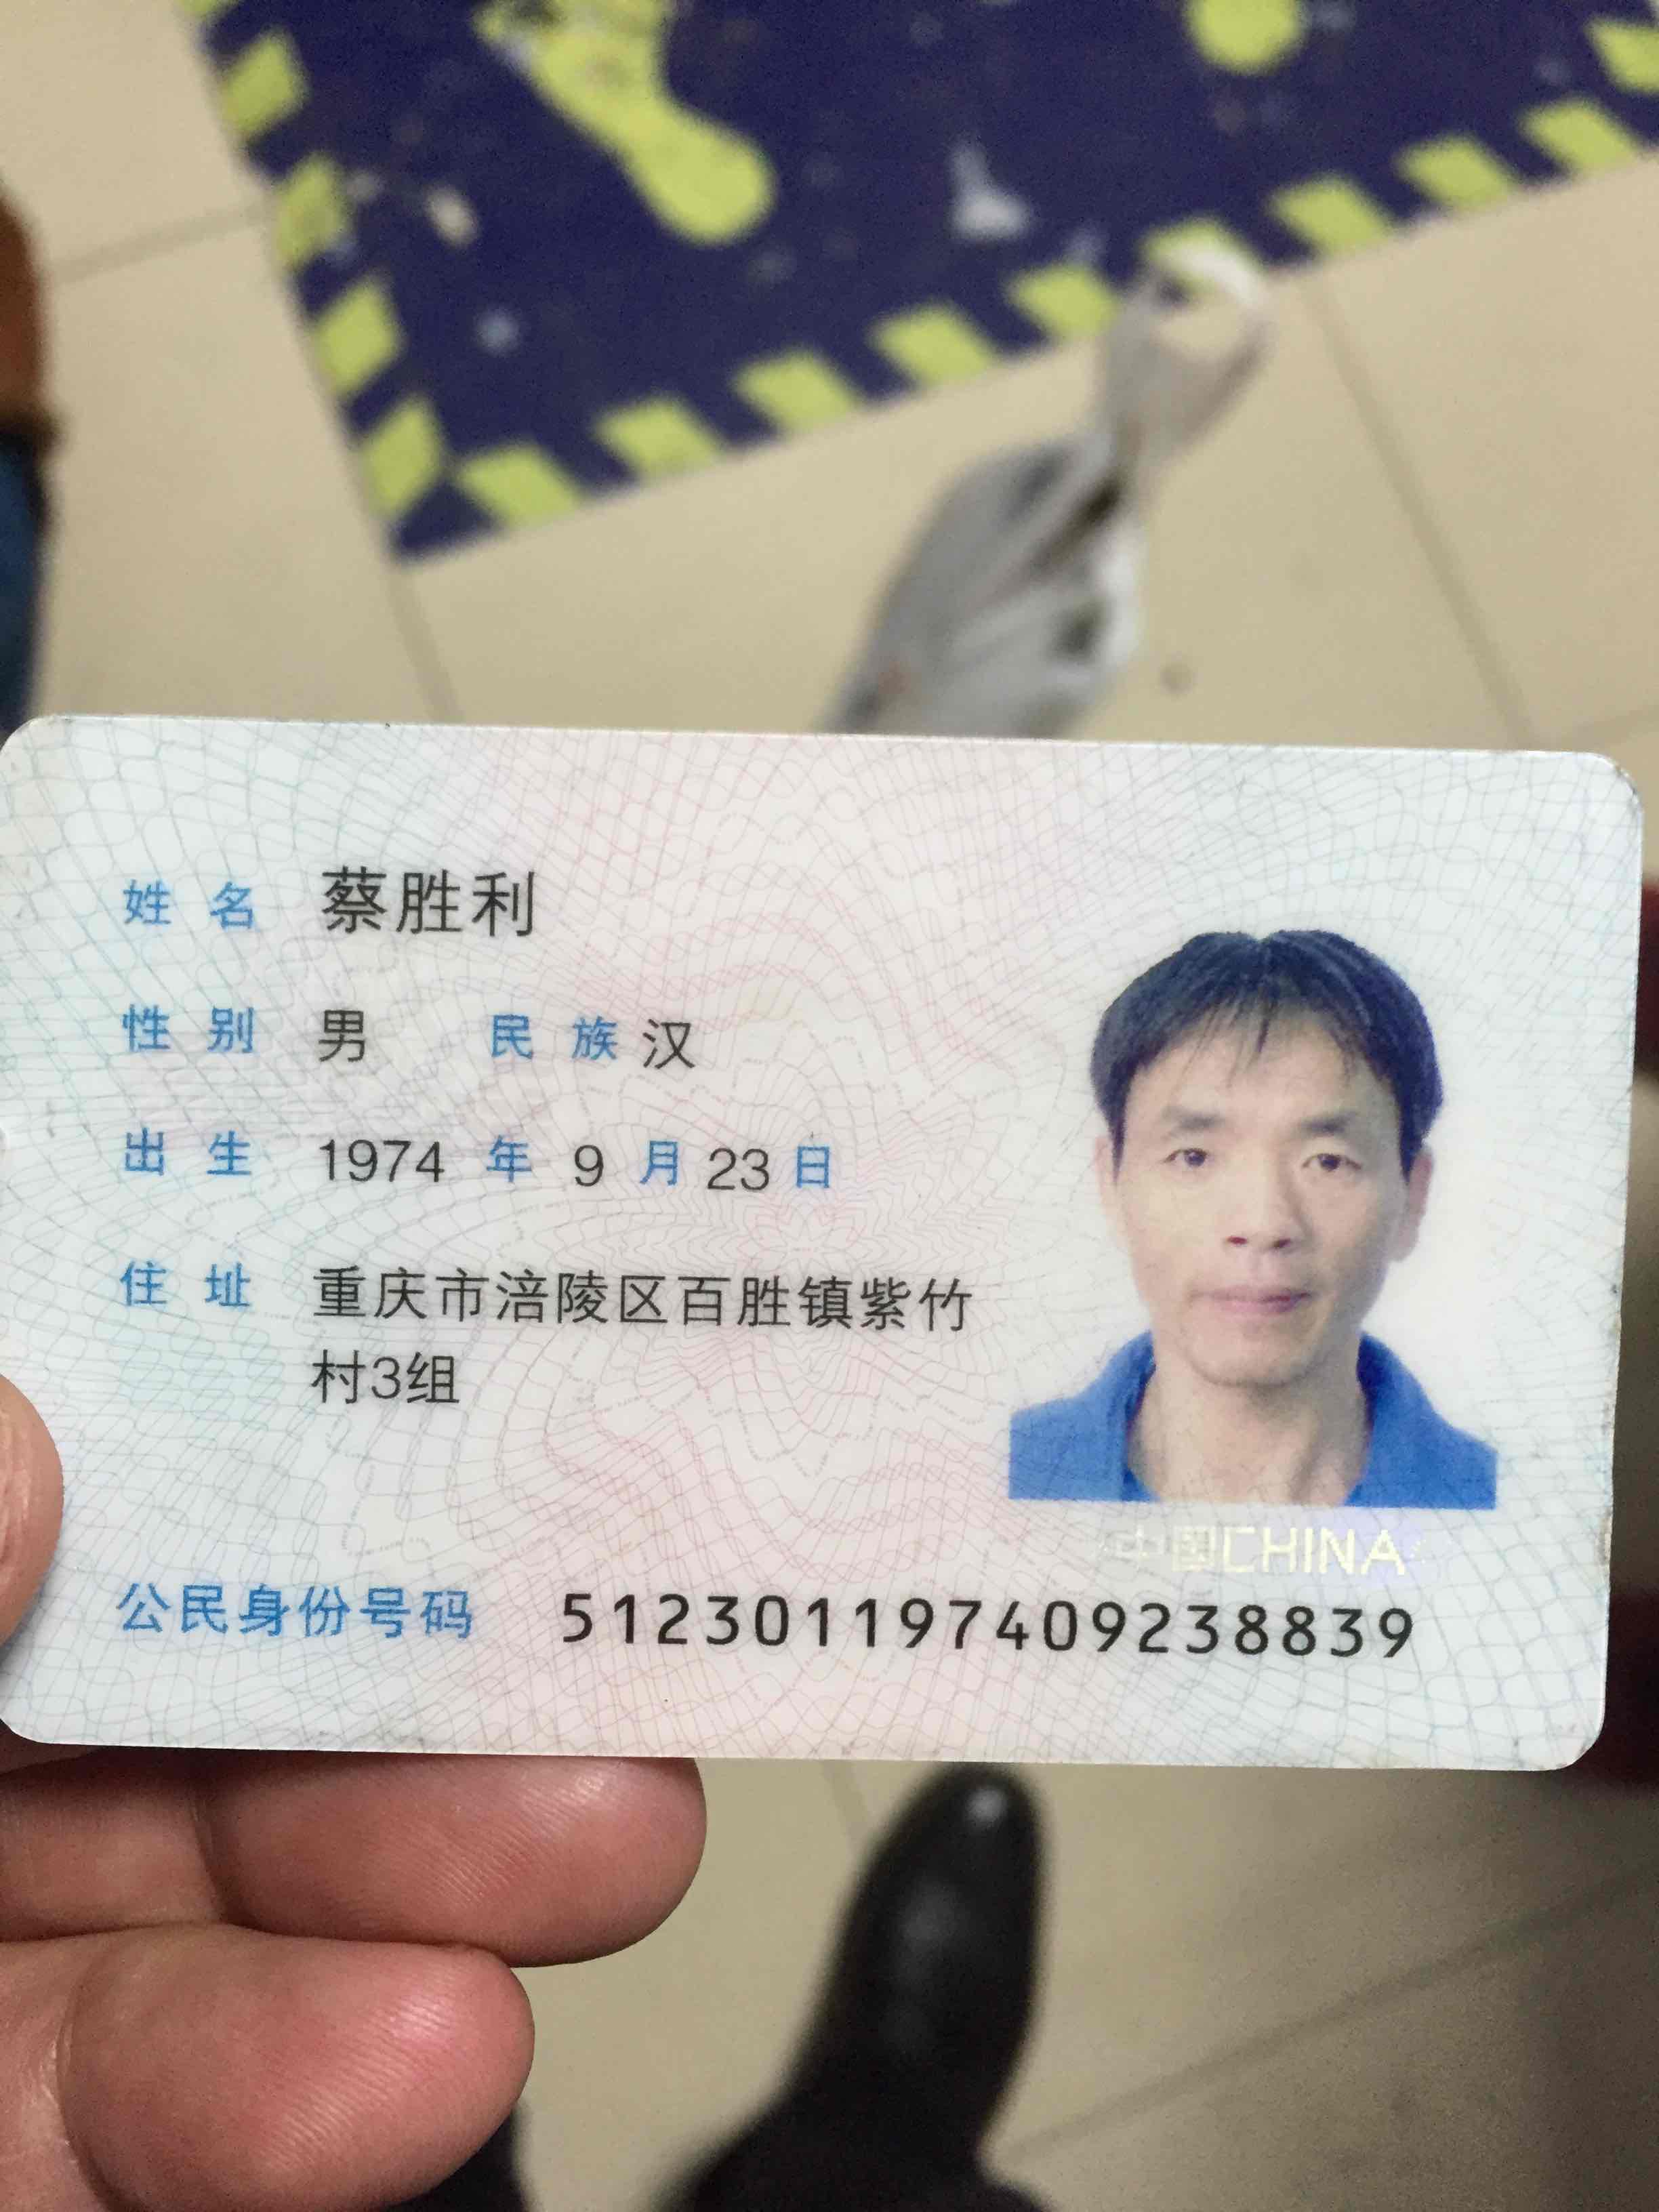 姓名 蔡胜利
性别 男 民族 汉
出生 1974 年 9 月 23 日
住址 重庆市涪陵区百胜镇紫竹
村3组
中国CHINA
公民身份号码 512301197409238839